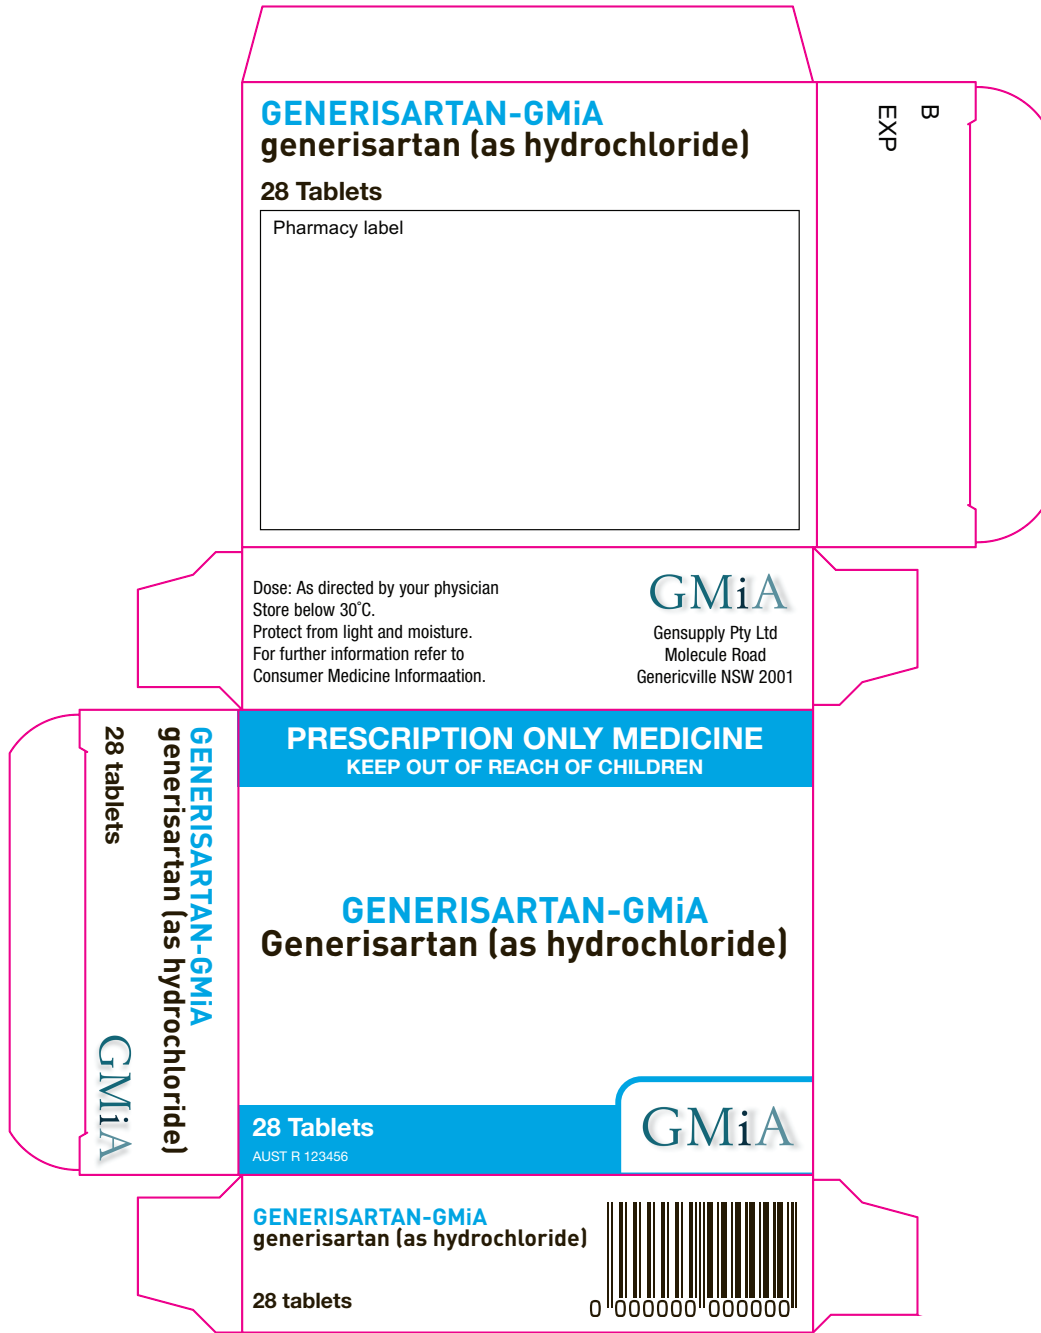 GENERISARTAN-GMiA
generisartan (as hydrochloride)
28 Tablets
Pharmacy label
B
EXP
Dose: As directed by your physician
Store below 30˚C.
Protect from light and moisture.
For further information refer to
Consumer Medicine Informaation.
GMiA
Gensupply Pty Ltd
Molecule Road
Genericville NSW 2001
GENERISARTAN-GMiA
generisartan (as hydrochloride)
28 tablets
GMiA
PRESCRIPTION ONLY MEDICINE
KEEP OUT OF REACH OF CHILDREN
GENERISARTAN-GMiA
Generisartan (as hydrochloride)
28 Tablets
AUST R 123456
GMiA
GENERISARTAN-GMiA
generisartan (as hydrochloride)
28 tablets
0 000000 000000